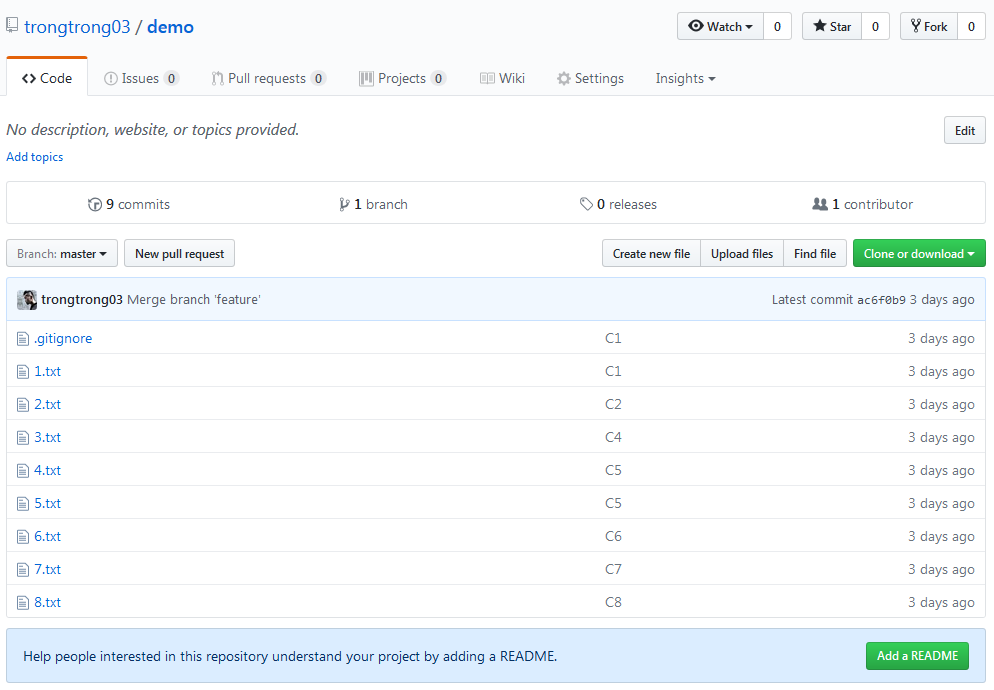 trongtrong03 / demo
Watch 0 Star 0 Fork 0
Code Issues 0 Pull requests 0 Projects 0 Wiki Settings Insights
No description, website, or topics provided. Edit
Add topics
9 commits 1 branch 0 releases 1 contributor
Branch: master New pull request Create new file Upload files Find file Clone or download
trongtrong03 Merge branch 'feature' Latest commit ac6f0b9 3 days ago
.gitignore C1 3 days ago
1.txt C1 3 days ago
2.txt C2 3 days ago
3.txt C4 3 days ago
4.txt C5 3 days ago
5.txt C5 3 days ago
6.txt C6 3 days ago
7.txt C7 3 days ago
8.txt C8 3 days ago
Help people interested in this repository understand your project by adding a README. Add a README